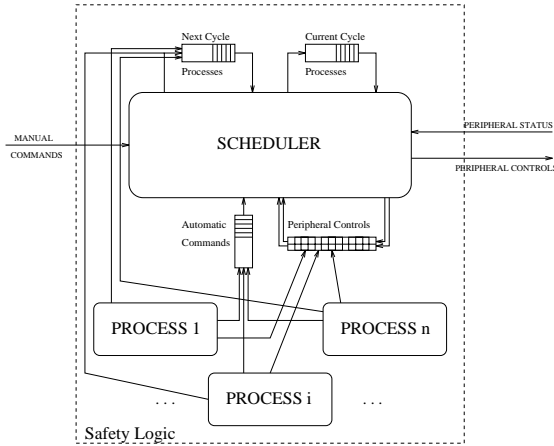 Next Cycle
Processes
Current Cycle
Processes
MANUAL
COMMANDS
SCHEDULER
PERIPHERAL STATUS
PERIPHERAL CONTROLS
Automatic
Commands
Peripheral Controls
PROCESS 1
PROCESS n
. . .
PROCESS i
. . .
Safety Logic